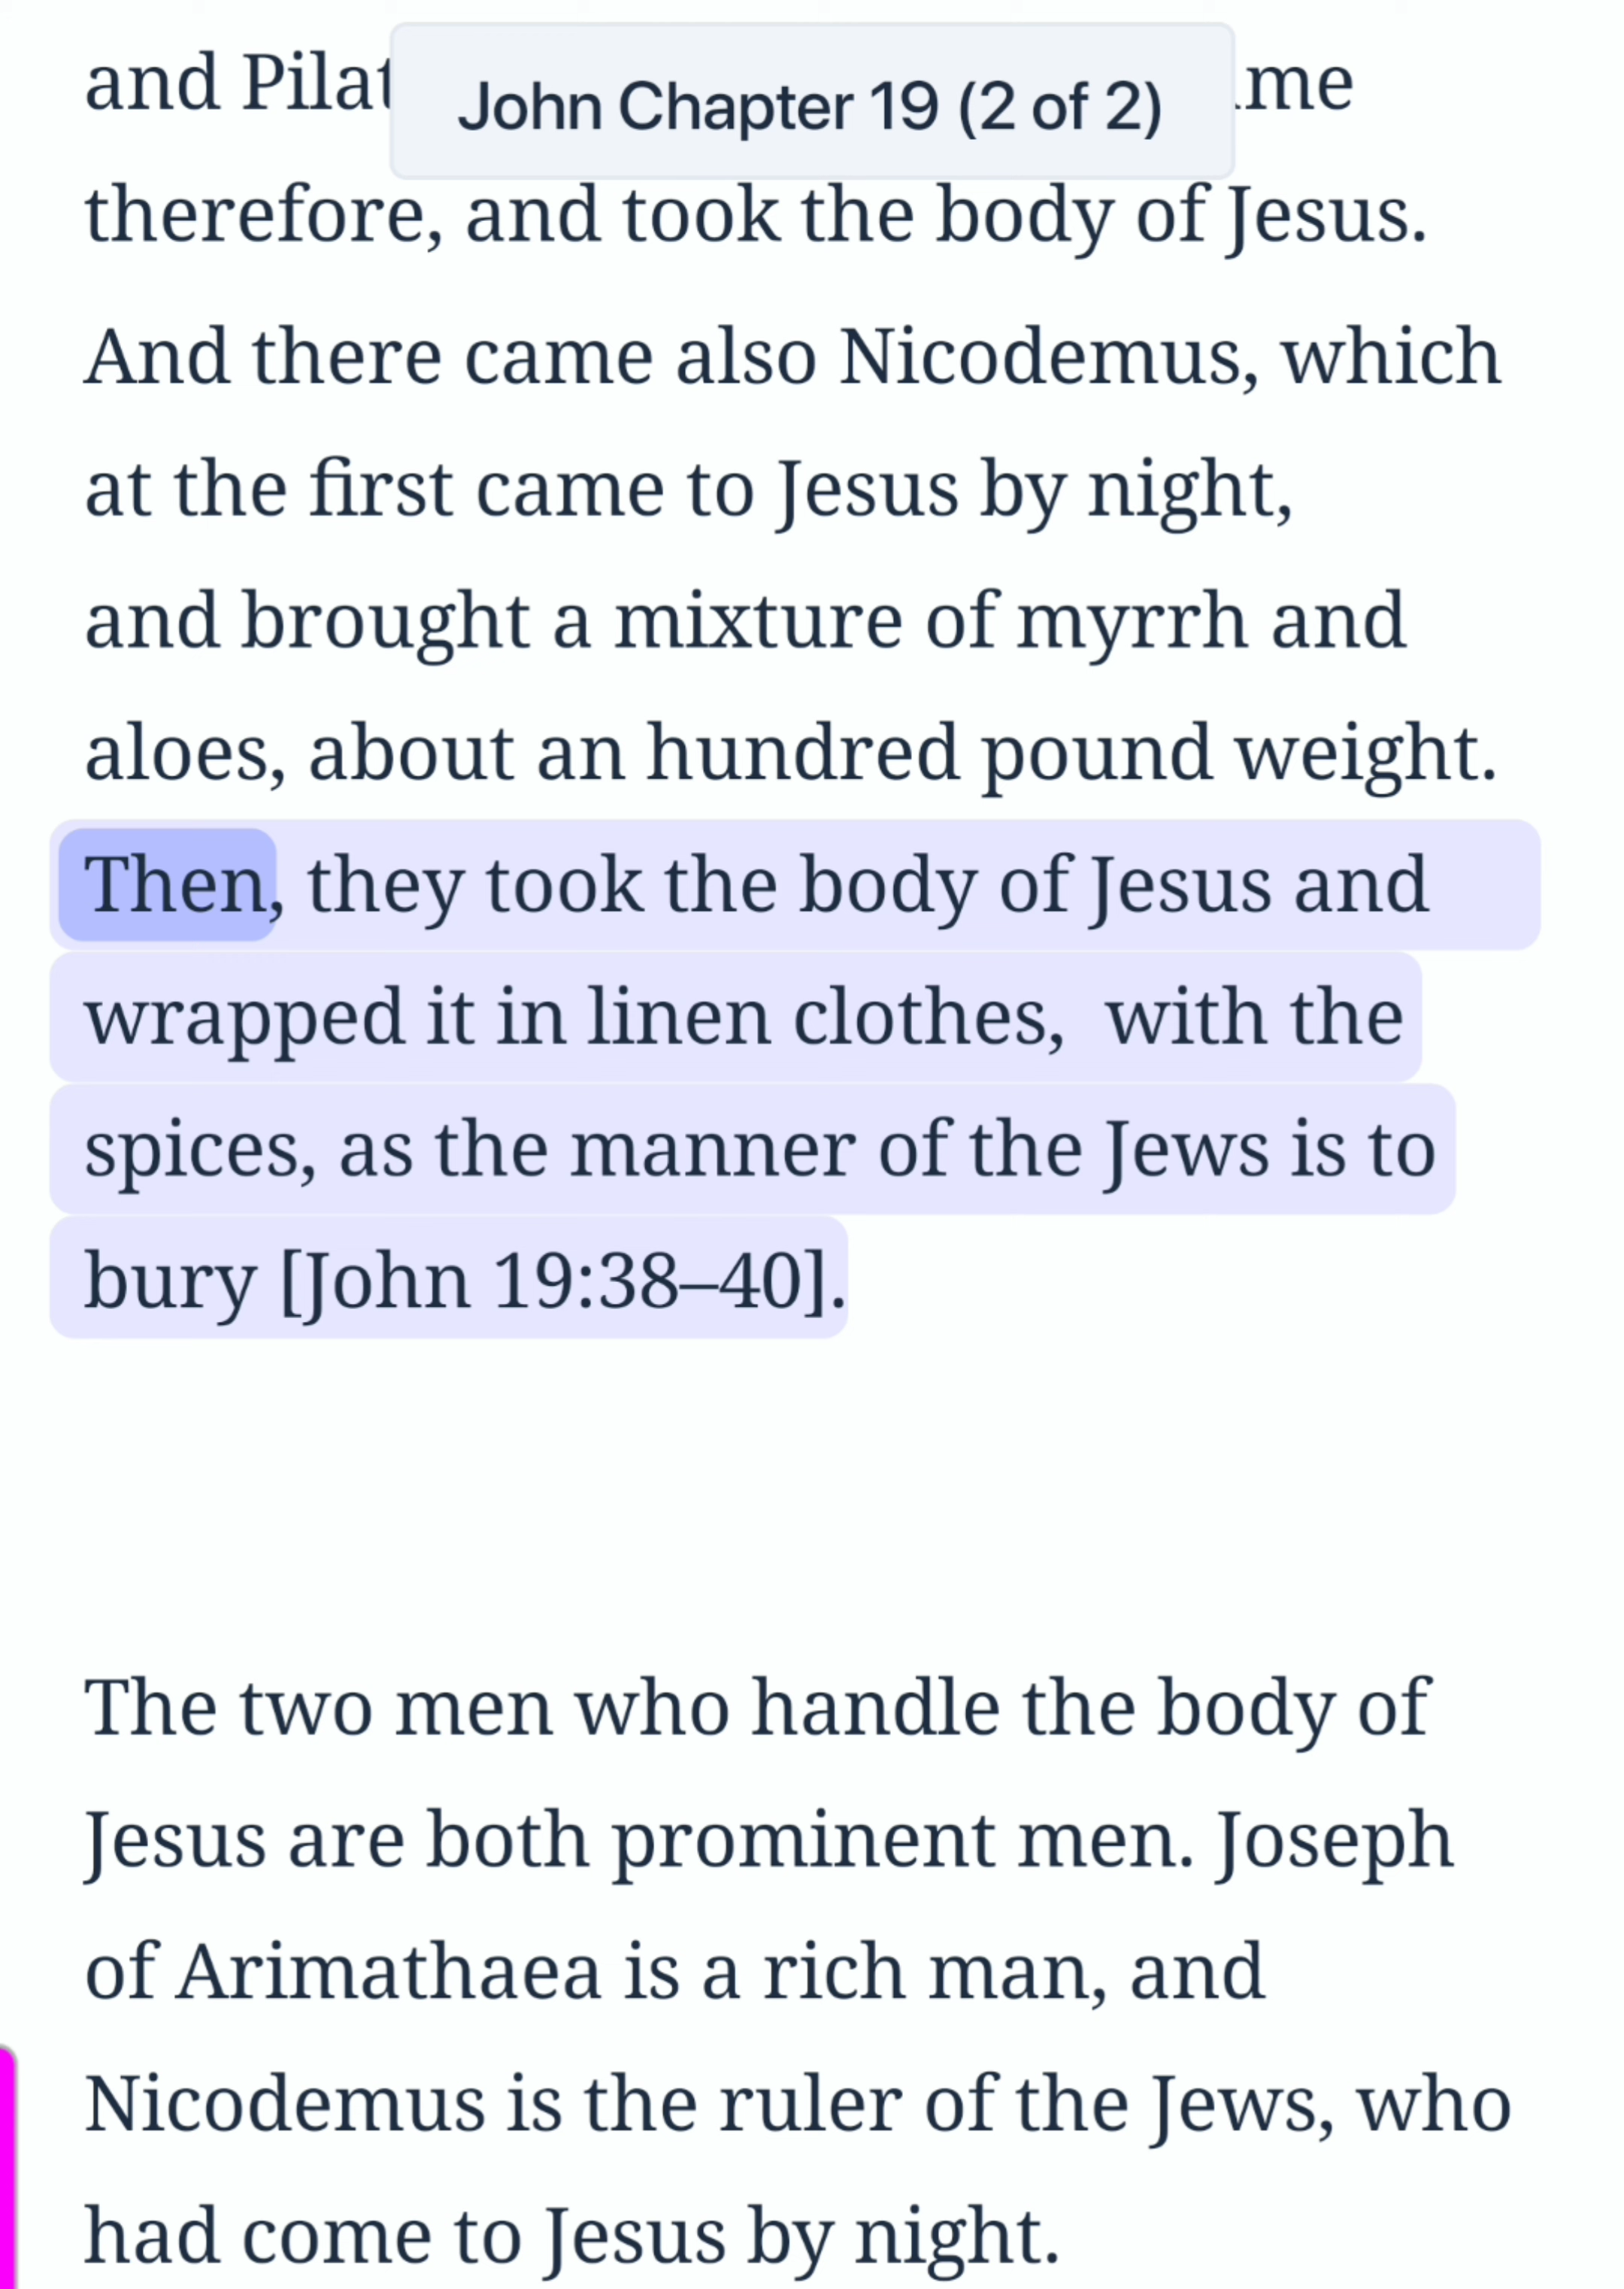 John Chapter 19 (2 of 2)
and
therefore, and took the body of Jesus.
And there came also Nicodemus, which
at the first came to Jesus by night,
and brought a mixture of myrrh and
aloes, about an hundred pound weight.
Then, they took the body of Jesus and
wrapped it in linen clothes,  with the
spices, as the manner of the Jews is to
bury [John 19:38–40].
The two men who handle the body of
Jesus are both prominent men. Joseph
of Arimathaea is a rich man, and
Nicodemus is the ruler of the Jews, who
had come to Jesus by night.